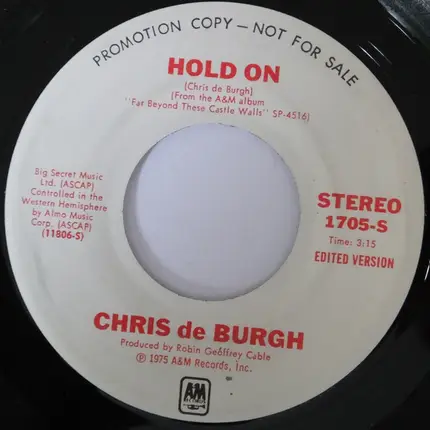 PROMOTION COPY — NOT FOR SALE
HOLD ON
[Chris de Burgh]
(From the A&M album
"Far Beyond These Castle Walls" SP-4516)
Big Secret Music
Ltd. (ASCAP)
Controlled in the
Western Hemisphere
by Almo Music
Corp. (ASCAP)
(11806-S)
STEREO
1705-S
Time: 3:15
EDITED VERSION
CHRIS de BURGH
Produced by Robin Geoffrey Cable
℗ 1975 A&M Records, Inc.
A&M
RECORDS